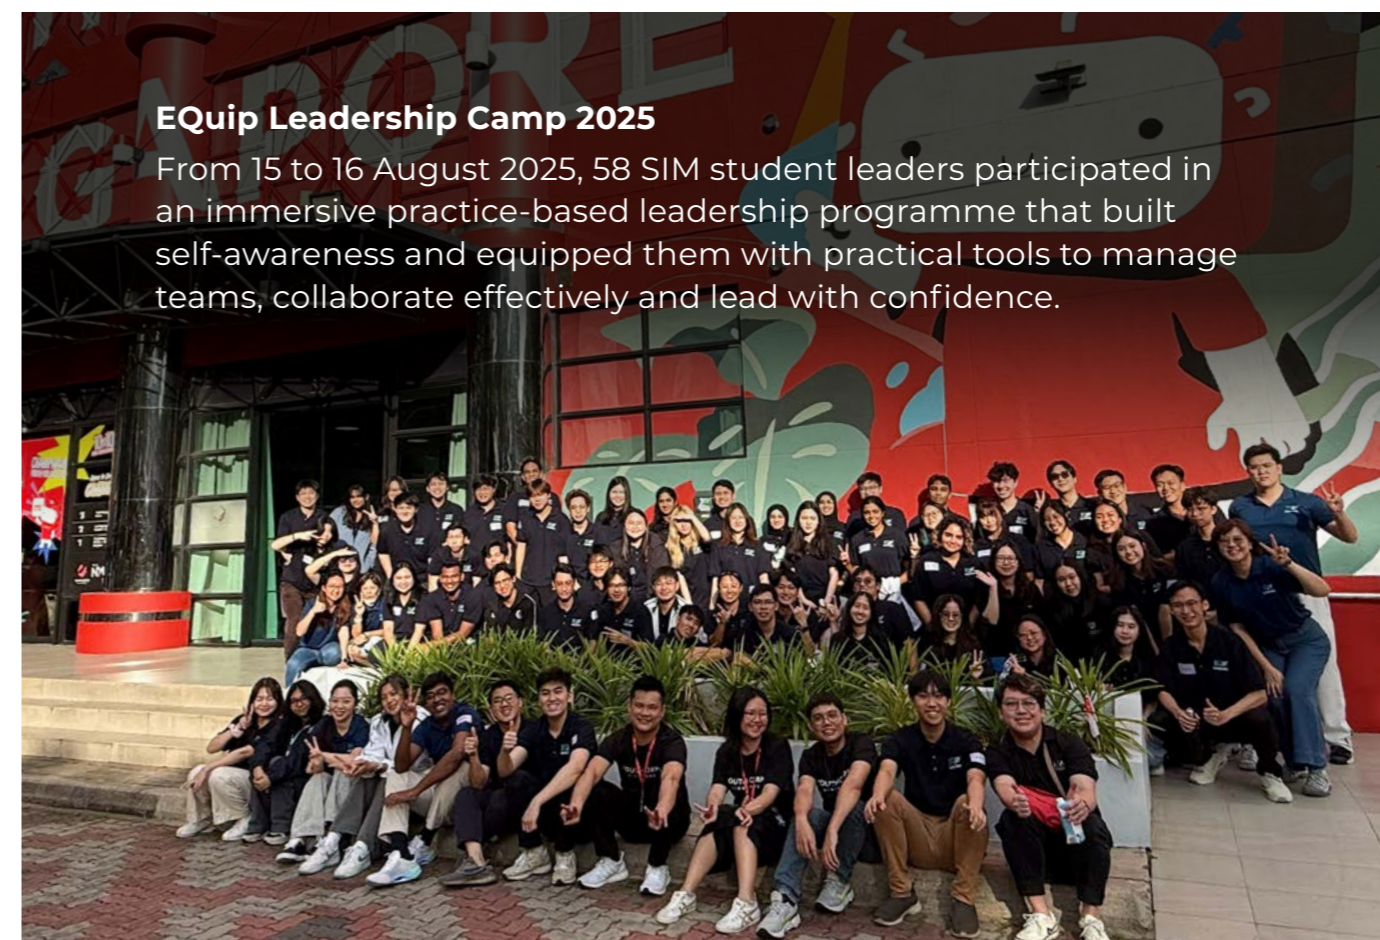 GAPORE
EQuip Leadership Camp 2025
From 15 to 16 August 2025, 58 SIM student leaders participated in
an immersive practice-based leadership programme that built
self-awareness and equipped them with practical tools to manage
teams, collaborate effectively and lead with confidence.